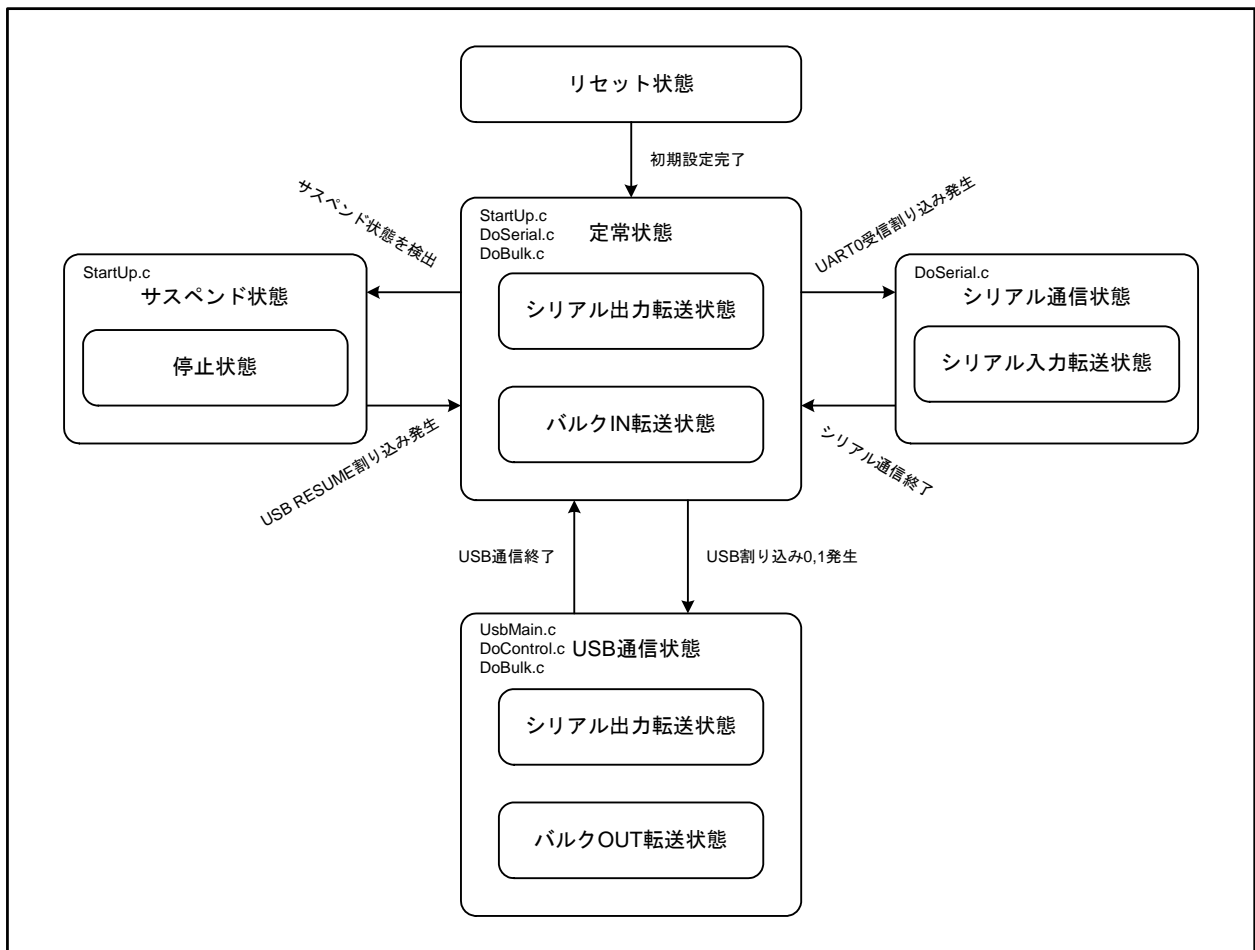 リセット状態
初期設定完了
サスペンド状態を検出
UART0受信割り込み発生
StartUp.c
DoSerial.c
DoBulk.c
定常状態
シリアル出力転送状態
バルクIN転送状態
StartUp.c
サスペンド状態
停止状態
DoSerial.c
シリアル通信状態
シリアル入力転送状態
USB RESUME割り込み発生
シリアル通信終了
USB通信終了
USB割り込み0,1発生
UsbMain.c
DoControl.c
DoBulk.c
USB通信状態
シリアル出力転送状態
バルクOUT転送状態